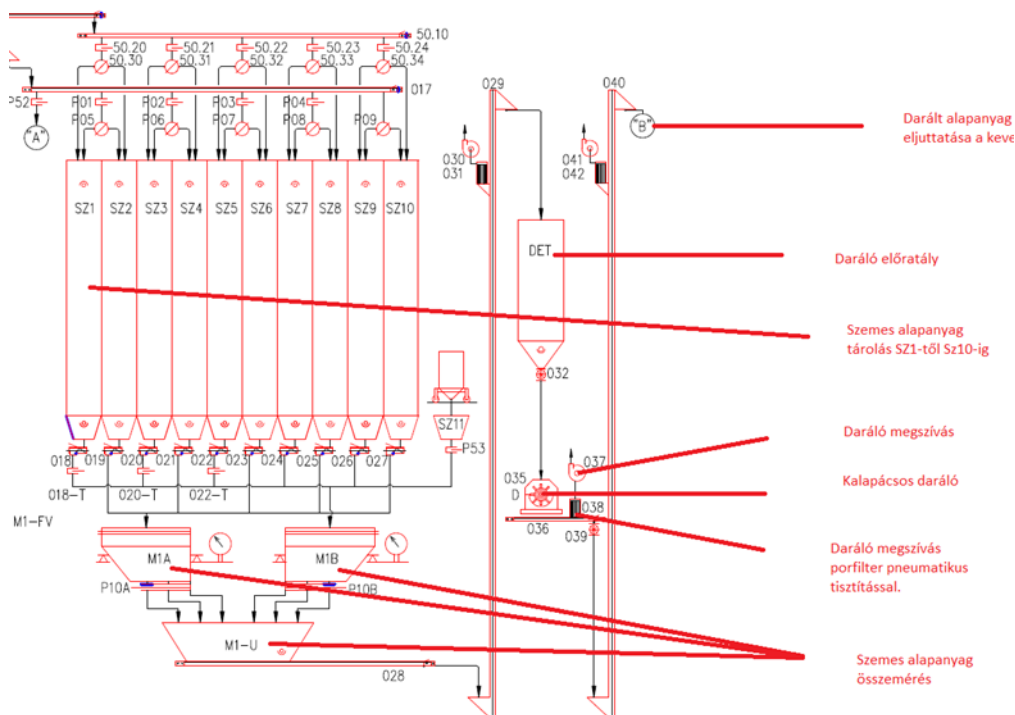 50.10
50.20 50.21 50.22 50.23 50.24
50.30 50.31 50.32 50.33 50.34
029
040
017
P52 P01 P02 P03 P04
"A"
P05 P06 P07 P08 P09
"B"
Darált alapanyag
eljuttatása a keve
030
031
041
042
SZ1 SZ2 SZ3 SZ4 SZ5 SZ6 SZ7 SZ8 SZ9 SZ10
DET
Daráló előratály
Szemes alapanyag
tárolás SZ1-től Sz10-ig
032
SZ11
P53
018 019 020 021 022 023 024 025 026 027
018-T 020-T 022-T
Daráló megszívás
037
035
D
Kalapácsos daráló
038
036
039
M1-FV
Daráló megszívás
porfilter pneumatikus
tisztítással.
M1A M1B
P10A P10B
M1-U
028
Szemes alapanyag
összemérés